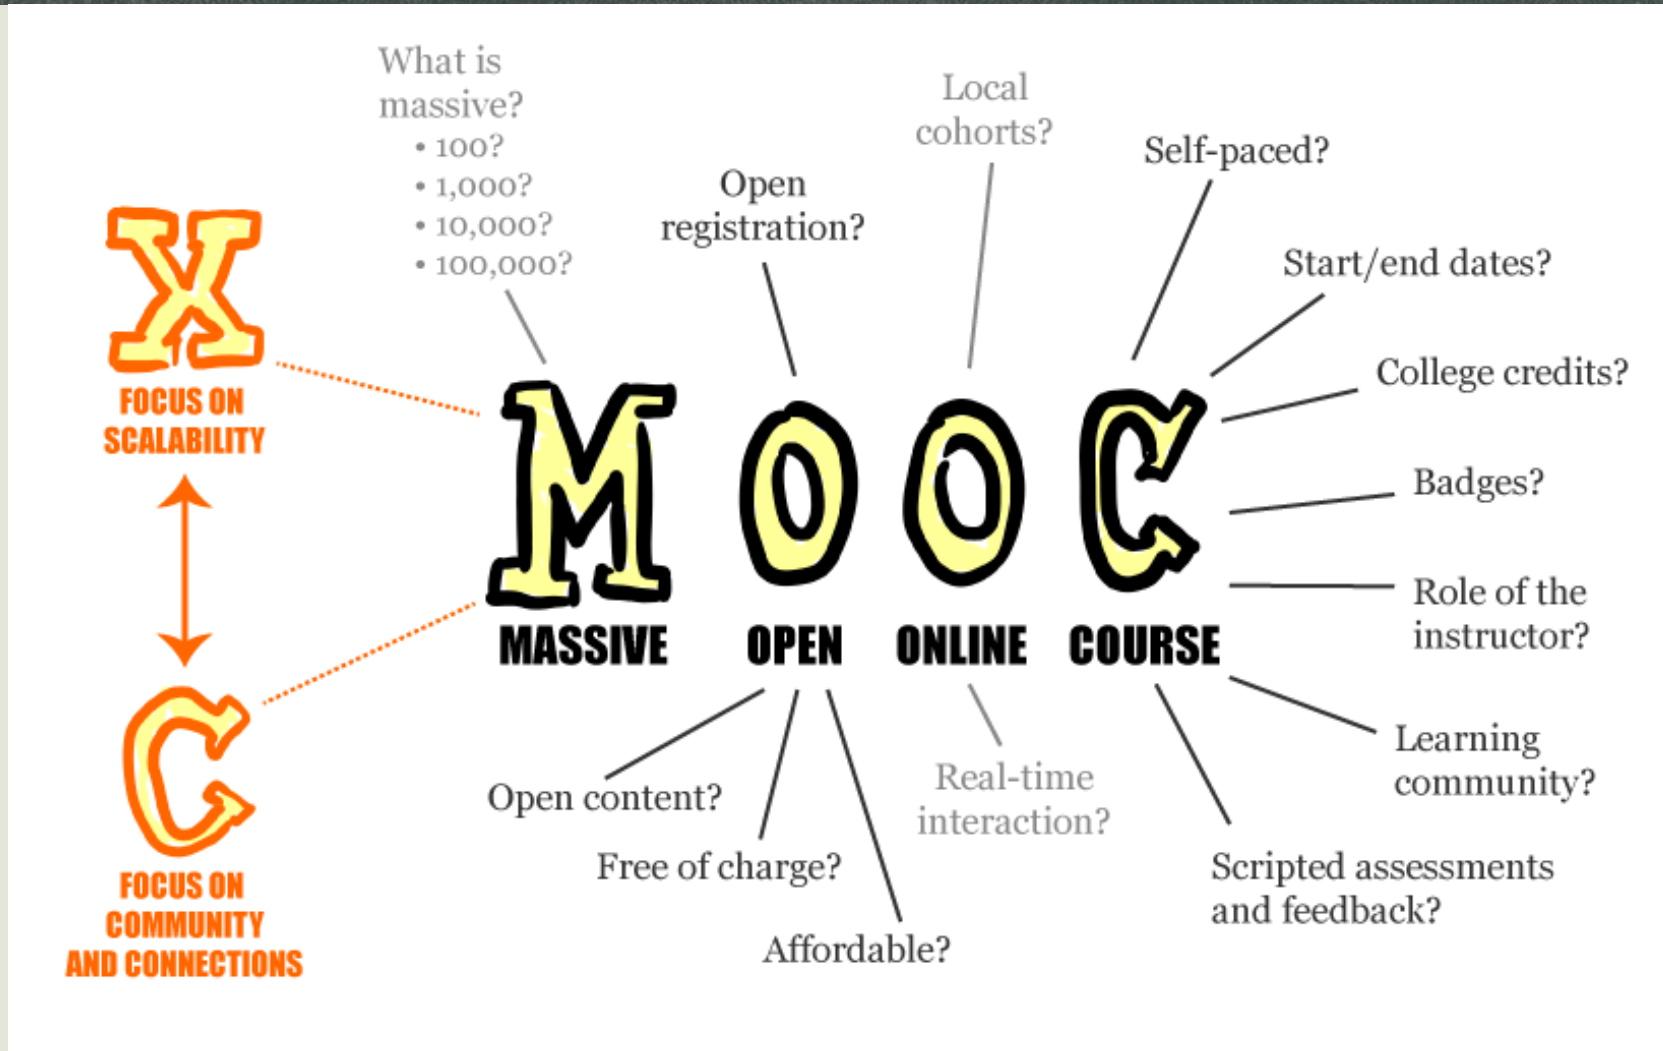 What is
massive?
• 100?
• 1,000?
• 10,000?
• 100,000?
Open
registration?
Local
cohorts?
Self-paced?
Start/end dates?
College credits?
Badges?
Role of the
instructor?
Learning
community?
Scripted assessments
and feedback?
X
FOCUS ON
SCALABILITY
C
FOCUS ON
COMMUNITY
AND CONNECTIONS
MOOC
MASSIVE OPEN ONLINE COURSE
Open content?
Free of charge?
Affordable?
Real-time
interaction?